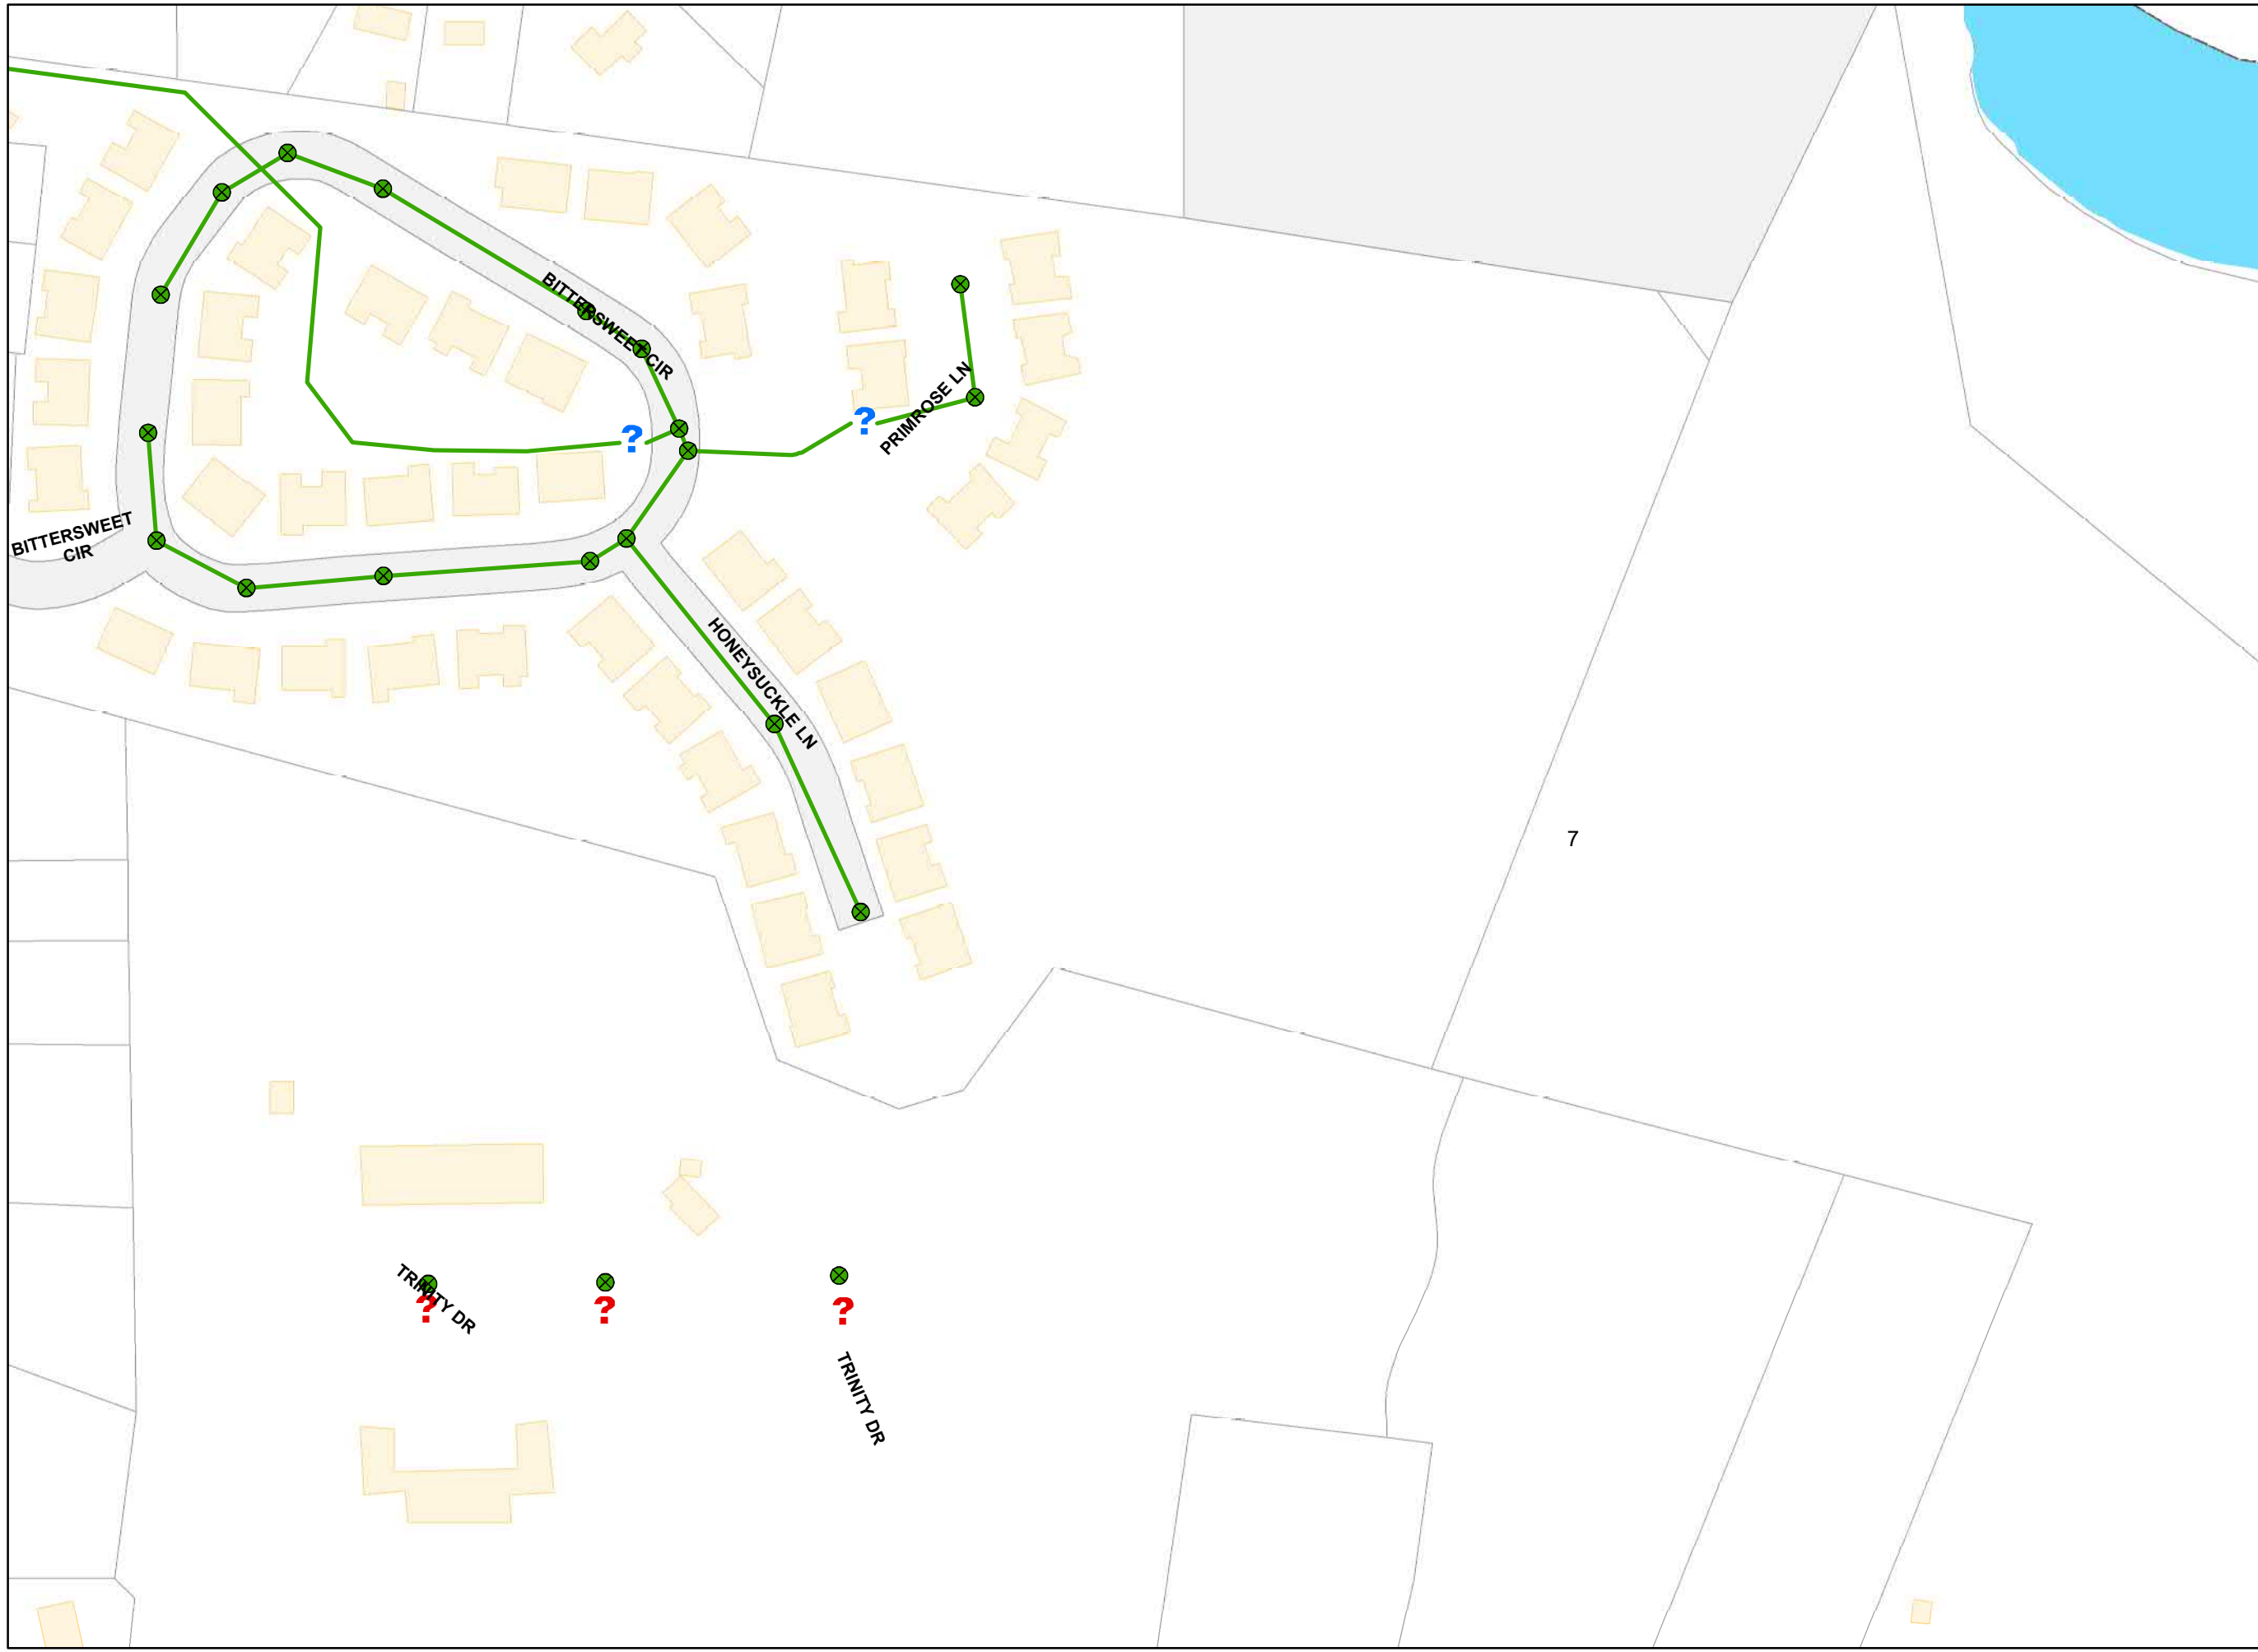 BITTERSWEET CIR
PRIMROSE LN
?
?
BITTERSWEET
CIR
HONEYSUCKLE LN
7
TRINITY DR
?
?
?
TRINITY DR